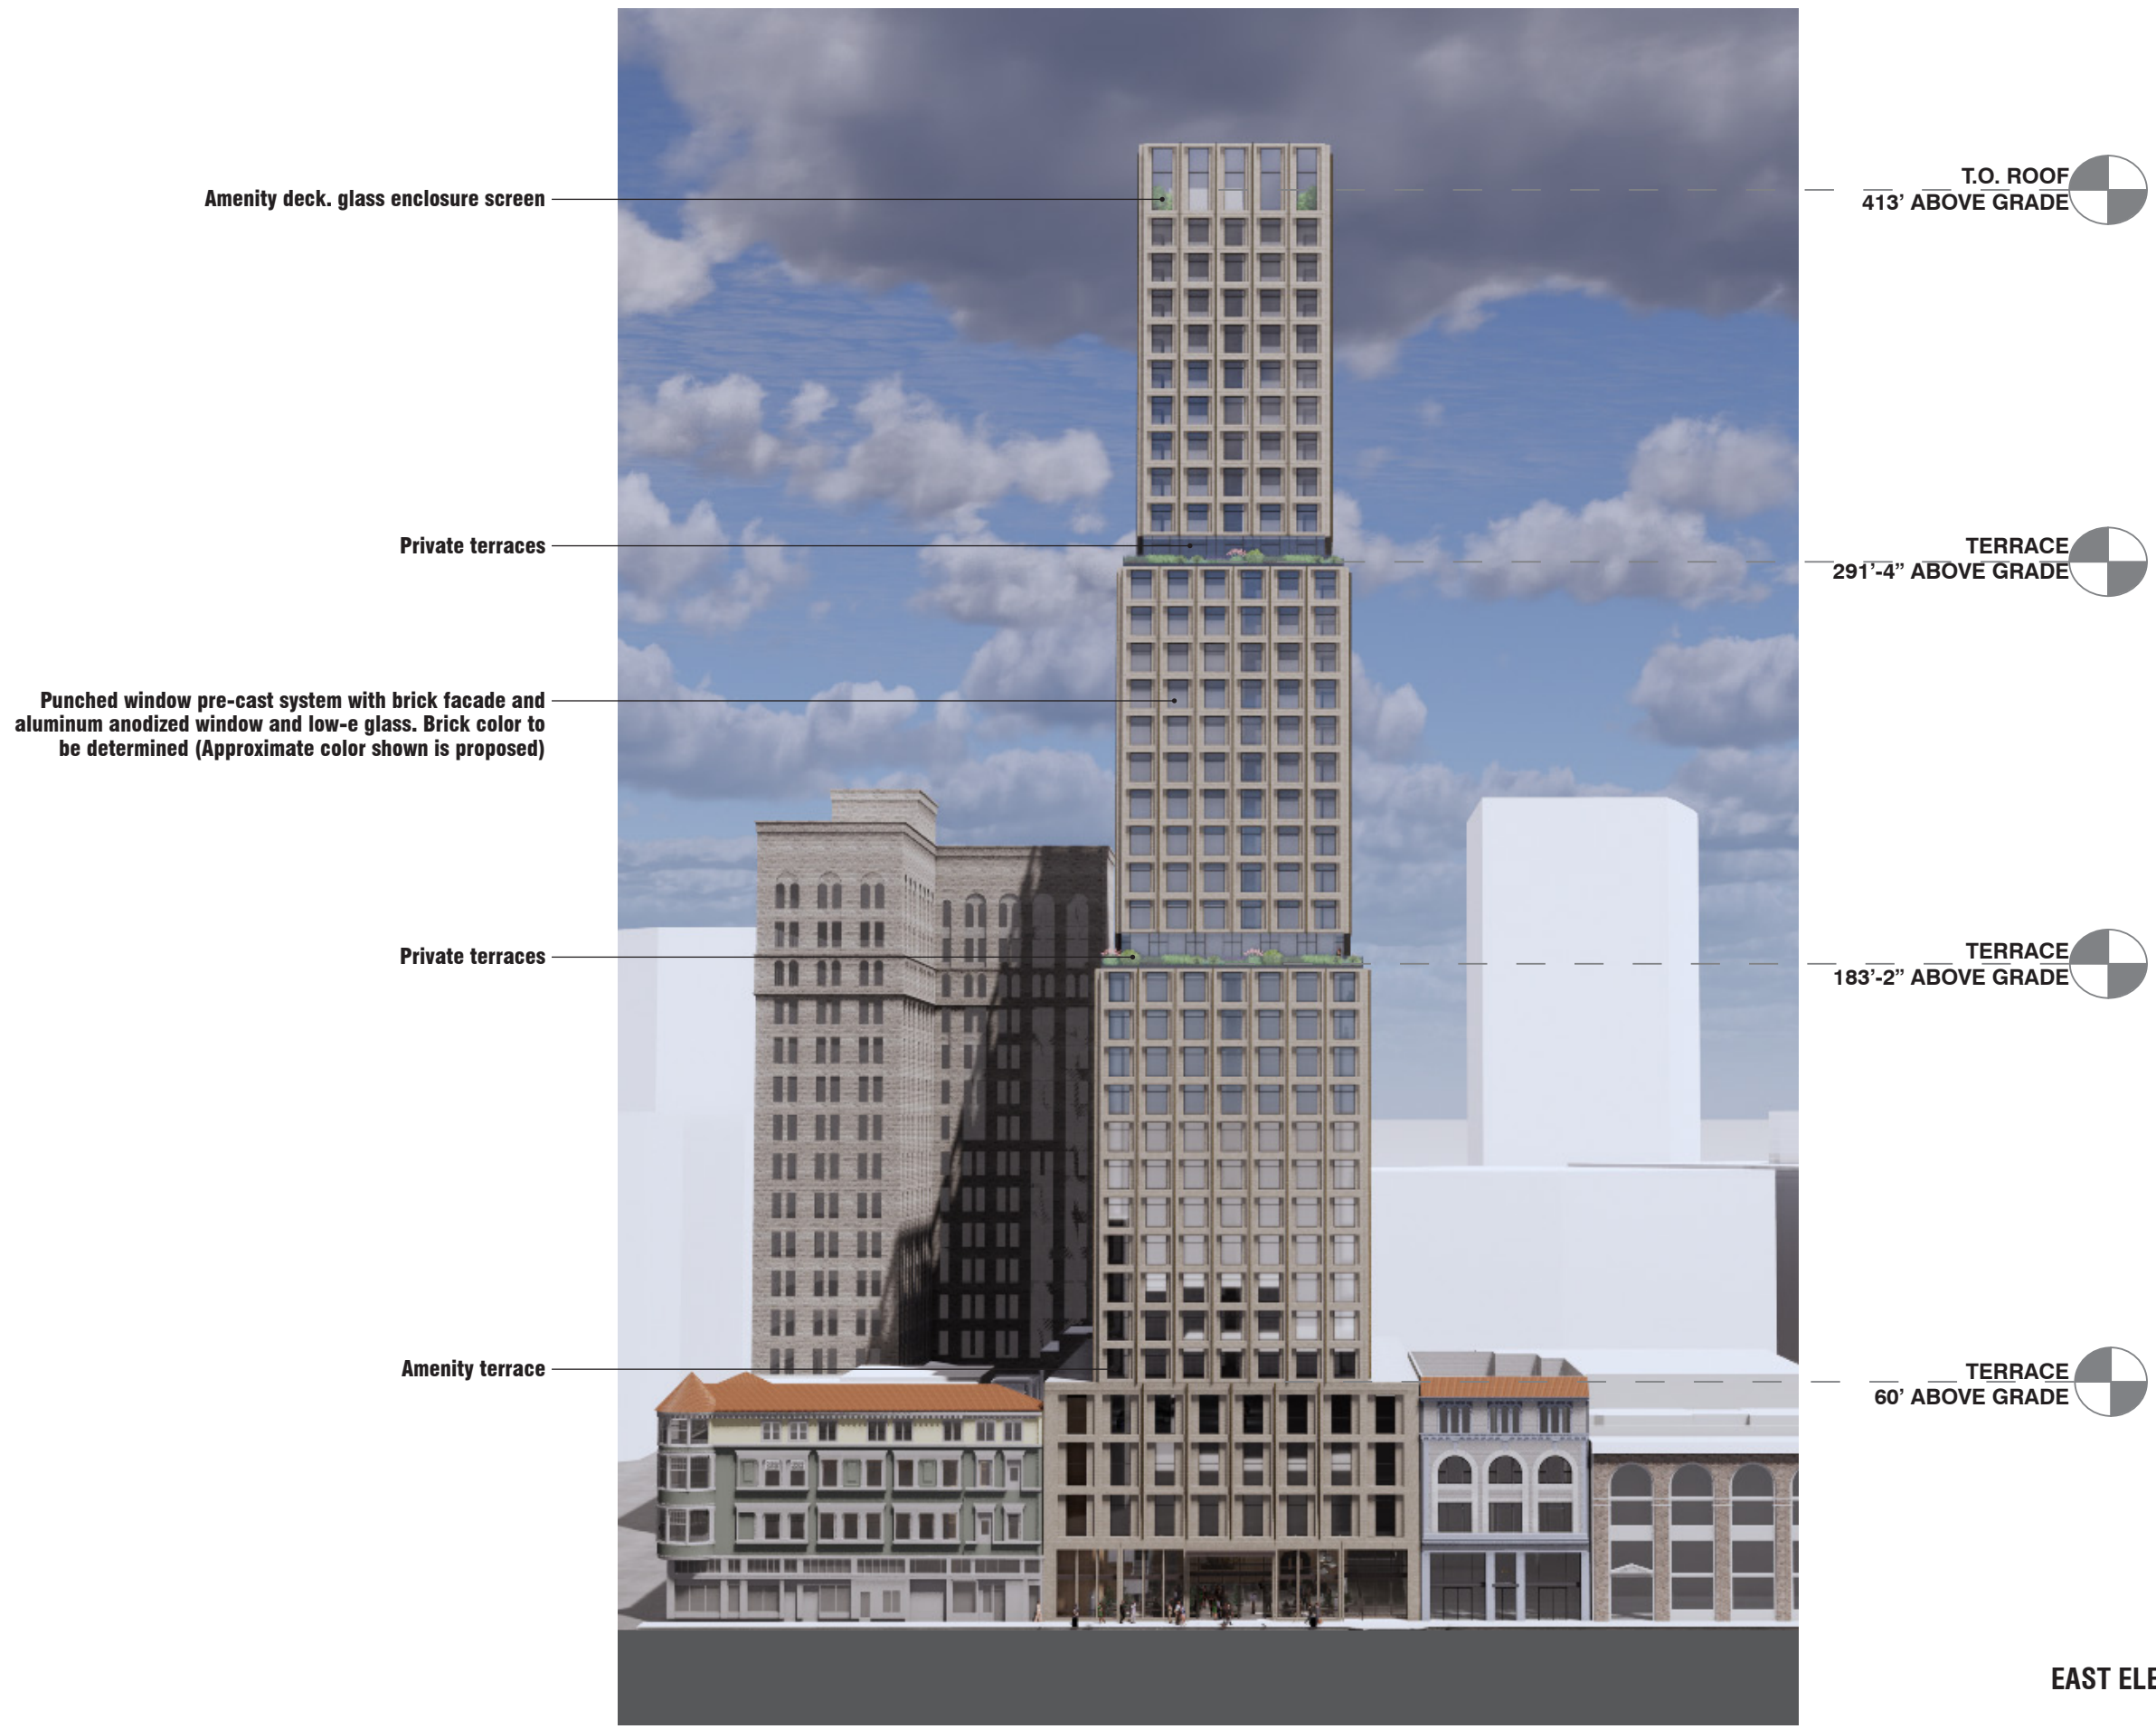 Amenity deck. glass enclosure screen
T.O. ROOF
413’ ABOVE GRADE
Private terraces
TERRACE
291’-4” ABOVE GRADE
Punched window pre-cast system with brick facade and
aluminum anodized window and low-e glass. Brick color to
be determined (Approximate color shown is proposed)
Private terraces
TERRACE
183’-2” ABOVE GRADE
Amenity terrace
TERRACE
60’ ABOVE GRADE
EAST ELE